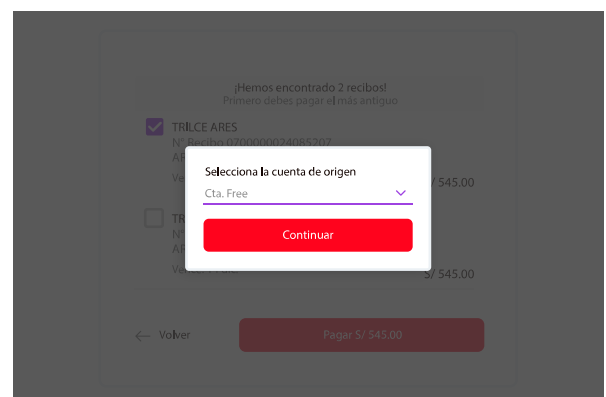 ¡Hemos encontrado 2 recibos!
Primero debes pagar el más antiguo
TRILCE ARES
N° Recibo 0700000024085207
Selecciona la cuenta de origen
Cta. Free
Continuar
S/ 545.00
S/ 545.00
Volver
Pagar S/ 545.00